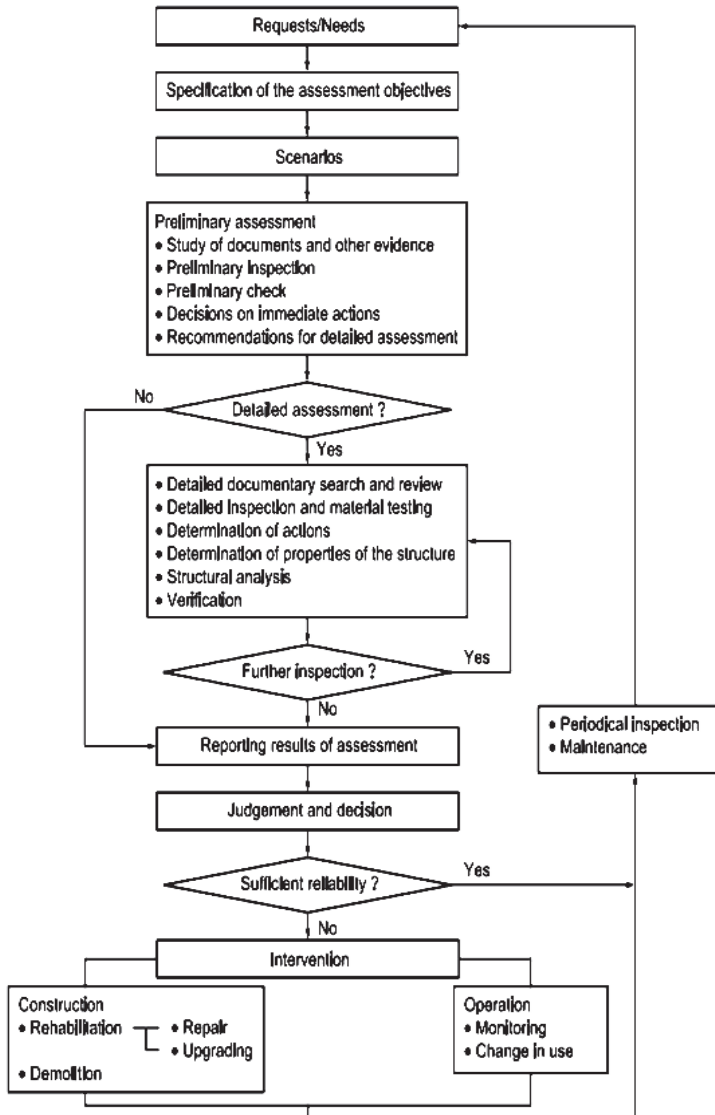 Requests/Needs
Specification of the assessment objectives
Scenarios
Preliminary assessment
• Study of documents and other evidence
• Preliminary inspection
• Preliminary check
• Decisions on immediate actions
• Recommendations for detailed assessment
No
Detailed assessment ?
Yes
• Detailed documentary search and review
• Detailed inspection and material testing
• Determination of actions
• Determination of properties of the structure
• Structural analysis
• Verification
Further inspection ?
Yes
No
Reporting results of assessment
• Periodical inspection
• Maintenance
Judgement and decision
Sufficient reliability ?
Yes
No
Intervention
Construction
• Rehabilitation
• Repair
• Upgrading
• Demolition
Operation
• Monitoring
• Change in use